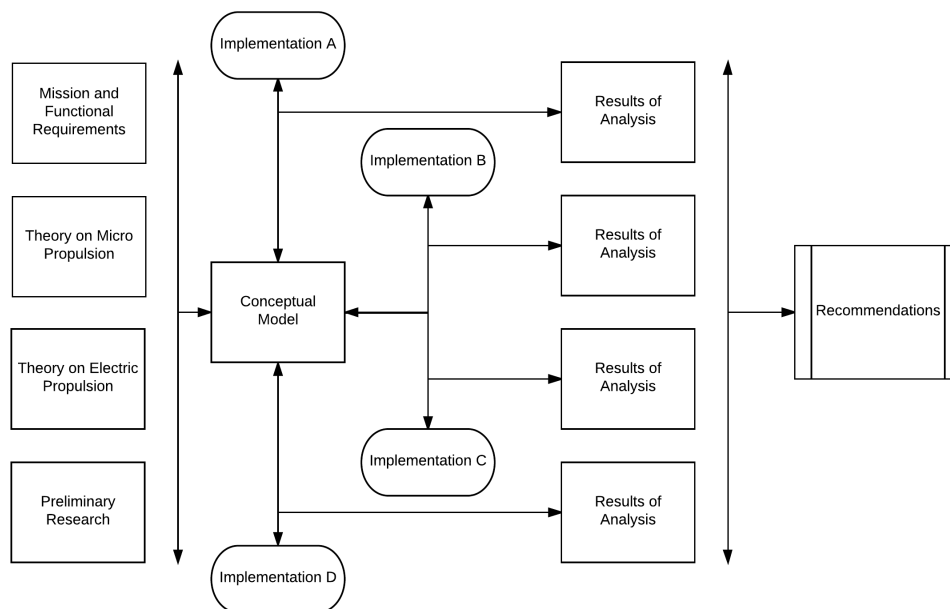 Mission and
Functional
Requirements
Theory on Micro
Propulsion
Theory on Electric
Propulsion
Preliminary
Research
Implementation A
Implementation B
Conceptual
Model
Implementation C
Implementation D
Results of
Analysis
Results of
Analysis
Results of
Analysis
Results of
Analysis
Recommendations